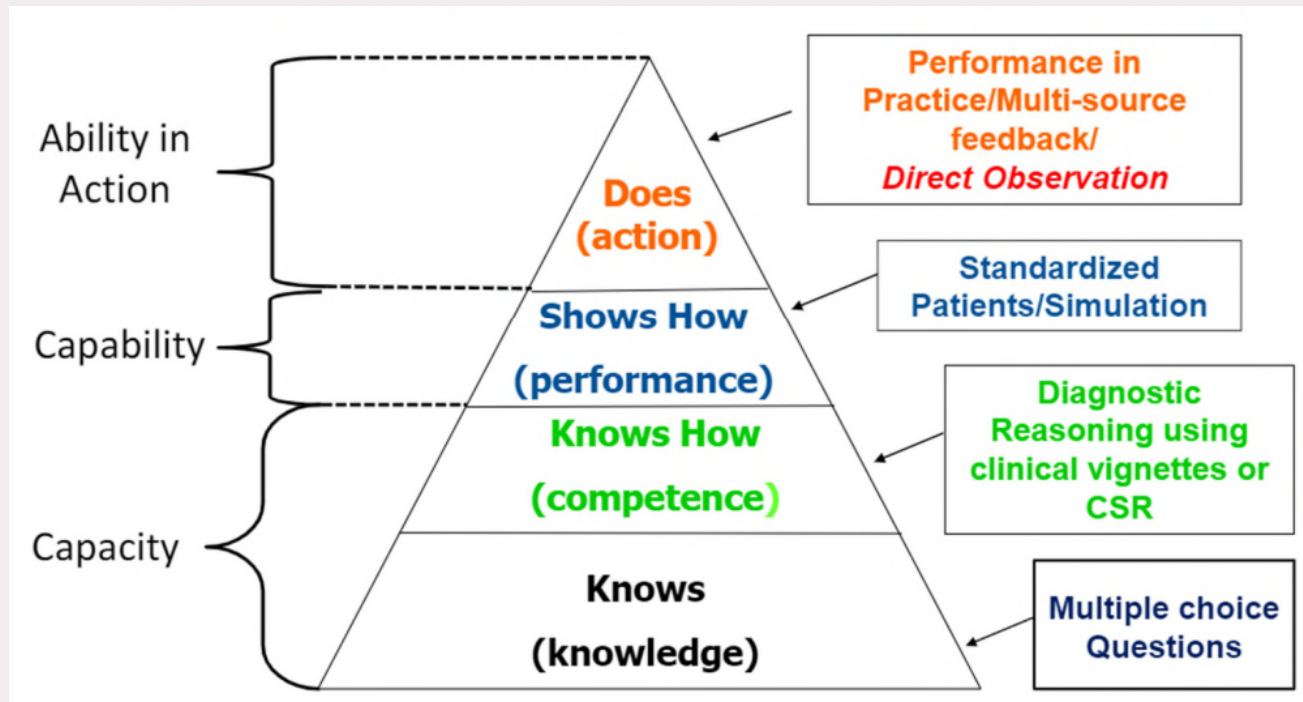 Ability in
Action
Capability
Capacity
Does
(action)
Shows How
(performance)
Knows How
(competence)
Knows
(knowledge)
Performance in
Practice/Multi-source
feedback/
Direct Observation
Standardized
Patients/Simulation
Diagnostic
Reasoning using
clinical vignettes or
CSR
Multiple choice
Questions